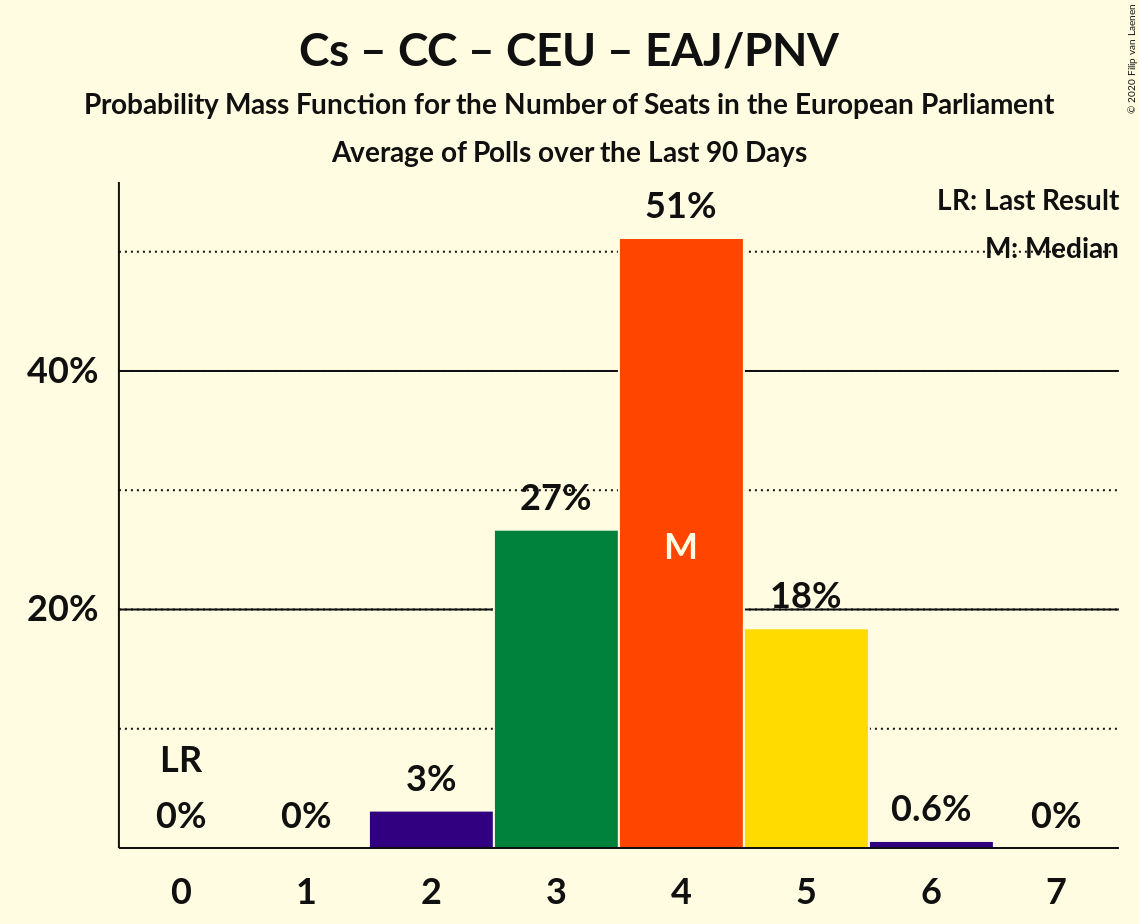 Cs – CC – CEU – EAJ/PNV
Probability Mass Function for the Number of Seats in the European Parliament
Average of Polls over the Last 90 Days
© 2020 Filip van Laenen
LR: Last Result
M: Median
51%
40%
27%
M
20%
18%
LR
0%
0%
3%
0.6%
0%
0 1 2 3 4 5 6 7